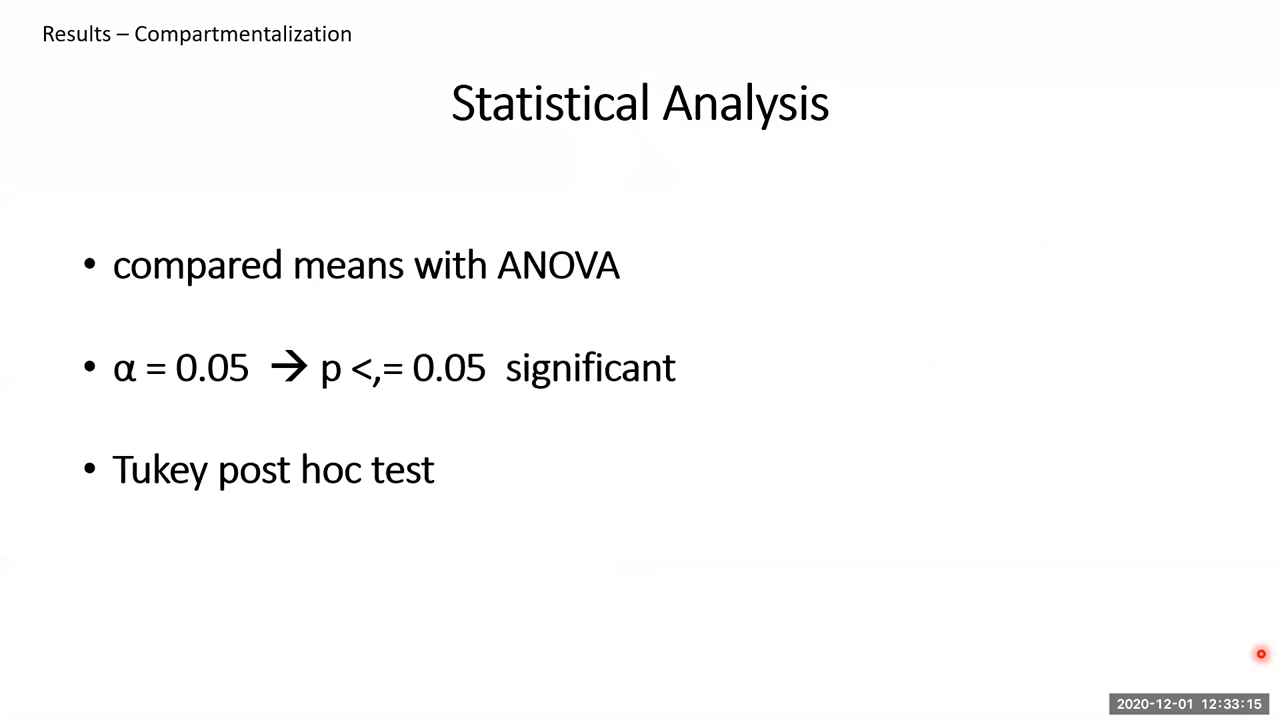 Results – Compartmentalization
Statistical Analysis
• compared means with ANOVA
• α = 0.05 → p <,= 0.05 significant
• Tukey post hoc test
2020-12-01 12:33:15